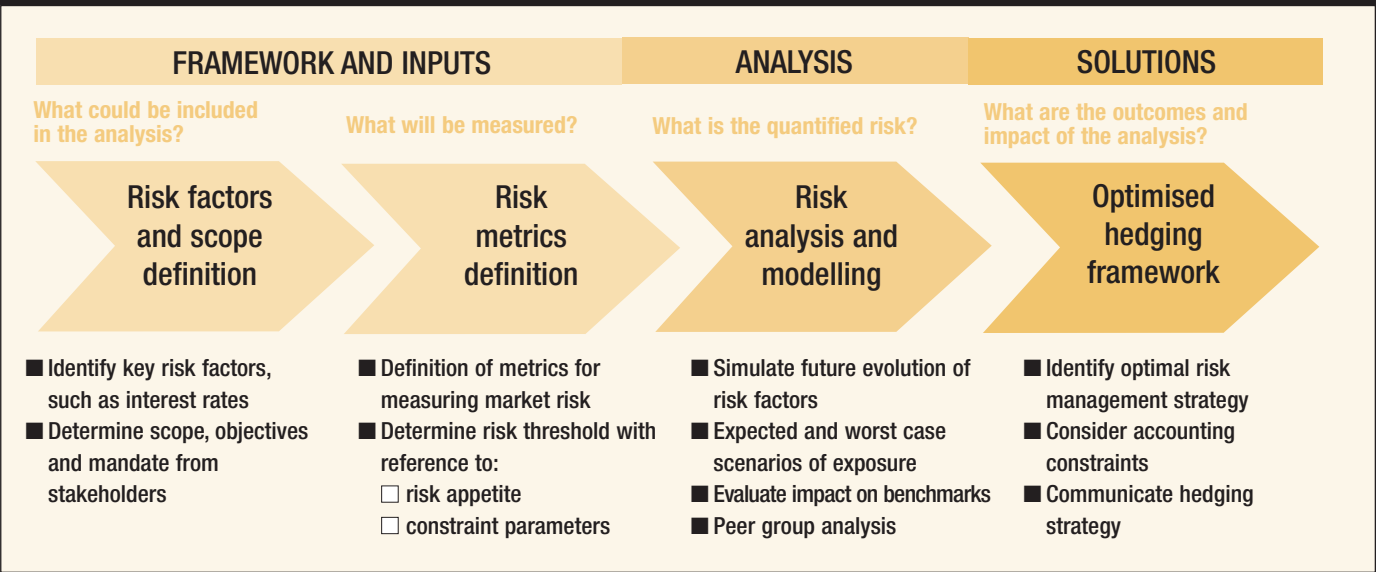 FRAMEWORK AND INPUTS
ANALYSIS
SOLUTIONS
What could be included
in the analysis?
What will be measured?
What is the quantified risk?
What are the outcomes and
impact of the analysis?
Risk factors
and scope
definition
Risk
metrics
definition
Risk
analysis and
modelling
Optimised
hedging
framework
■ Identify key risk factors,
such as interest rates
■ Determine scope, objectives
and mandate from
stakeholders
■ Definition of metrics for
measuring market risk
■ Determine risk threshold with
reference to:
□ risk appetite
□ constraint parameters
■ Simulate future evolution of
risk factors
■ Expected and worst case
scenarios of exposure
■ Evaluate impact on benchmarks
■ Peer group analysis
■ Identify optimal risk
management strategy
■ Consider accounting
constraints
■ Communicate hedging
strategy